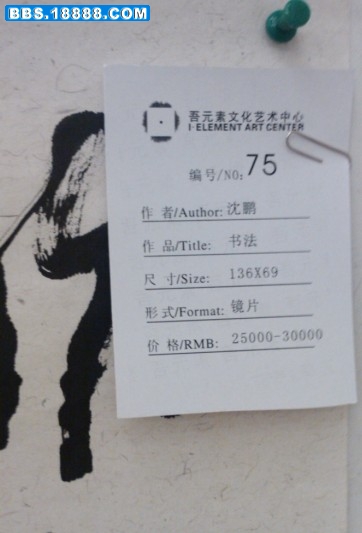 BBS.18888.COM
吾元素文化艺术中心
I·ELEMENT ART CENTER
编号/NO: 75
作 者/Author: 沈鹏
作 品/Title: 书法
尺 寸/Size: 136X69
形 式/Format: 镜片
价 格/RMB: 25000-30000